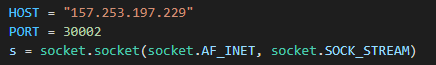 HOST = "157.253.197.229"
PORT = 30002
s = socket.socket(socket.AF_INET, socket.SOCK_STREAM)